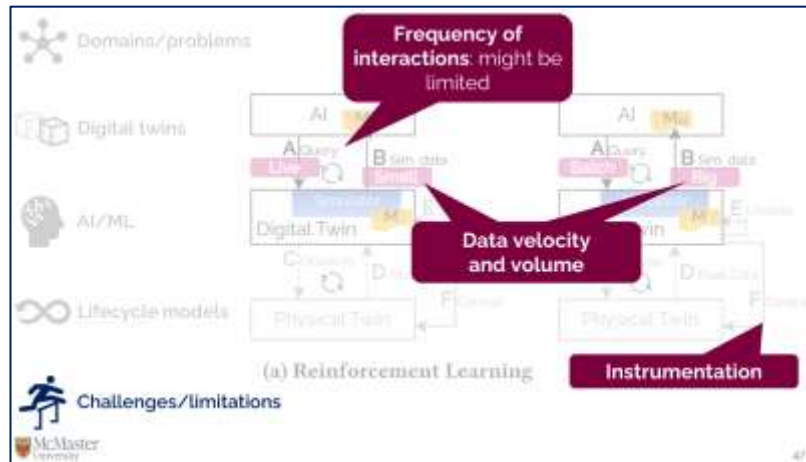 Domains/problems
Digital twins
AI/ML
Lifecycle models
Challenges/limitations
McMaster
University
Frequency of
interactions: might be
limited
AI
A Query
B Sim. data
Live
Small
Digital Twin
M
D
F
Physical Twin
(a) Reinforcement Learning
Data velocity
and volume
AI
A Query
B Sim. data
Batch
Big
M
E
D Real Data
F
Physical Twin
Instrumentation